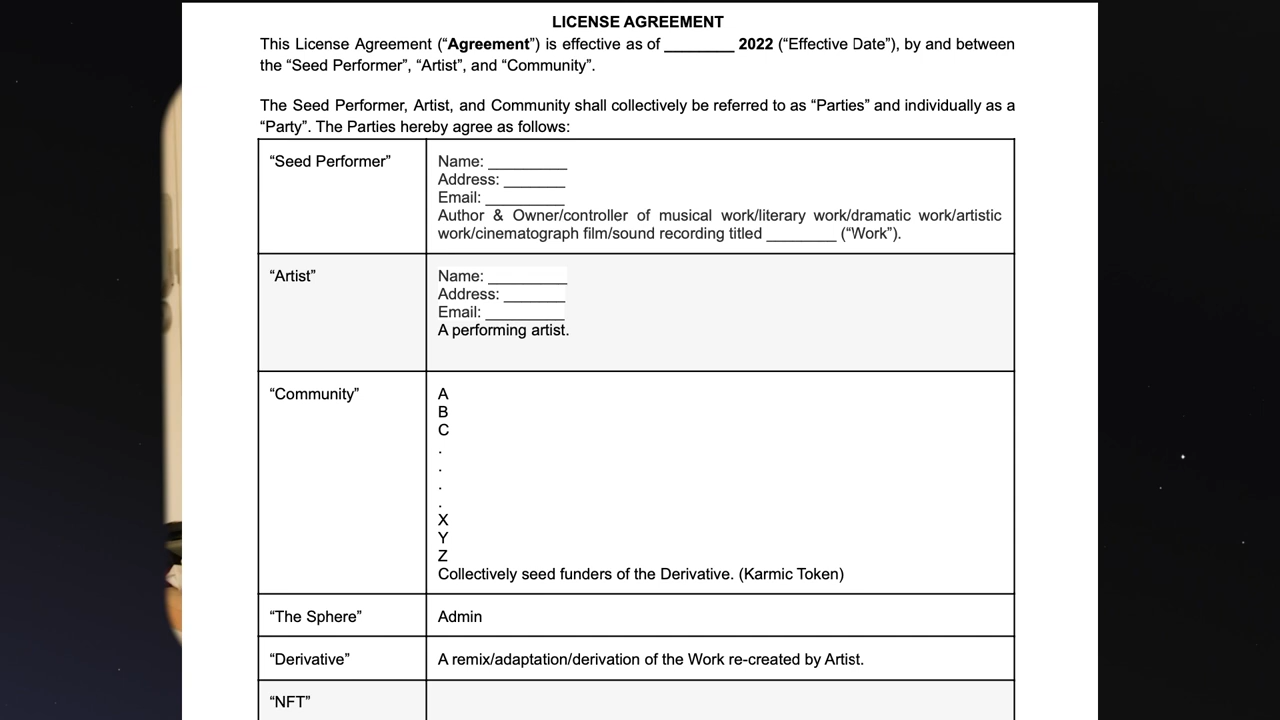 LICENSE AGREEMENT
This License Agreement (“Agreement”) is effective as of ________ 2022 (“Effective Date”), by and between
the “Seed Performer”, “Artist”, and “Community”.
The Seed Performer, Artist, and Community shall collectively be referred to as “Parties” and individually as a
“Party”. The Parties hereby agree as follows:
“Seed Performer”
Name: _________
Address: _______
Email: _________
Author & Owner/controller of musical work/literary work/dramatic work/artistic
work/cinematograph film/sound recording titled ________ (“Work”).
“Artist”
Name: _________
Address: _______
Email: _________
A performing artist.
“Community”
A
B
C
.
.
.
.
X
Y
Z
Collectively seed funders of the Derivative. (Karmic Token)
“The Sphere”
Admin
“Derivative”
A remix/adaptation/derivation of the Work re-created by Artist.
“NFT”